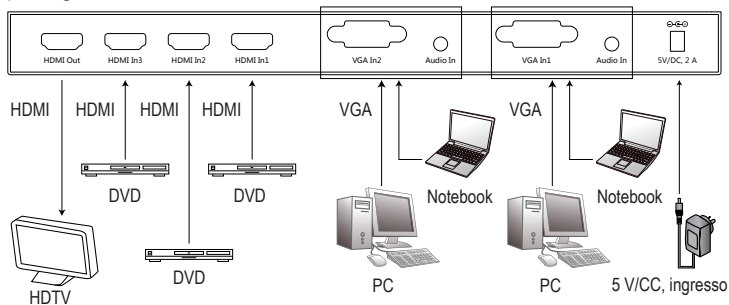 HDMI Out HDMI In3 HDMI In2 HDMI In1 VGA In2 Audio In VGA In1 Audio In 5V/DC, 2 A
HDMI HDMI HDMI HDMI VGA VGA
DVD DVD Notebook Notebook
DVD PC PC 5 V/CC, ingresso
HDTV